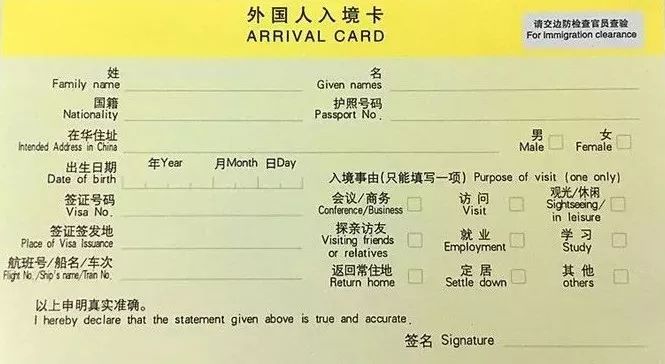 外国人入境卡
ARRIVAL CARD
请交边防检查官员查验
For immigration clearance
姓
Family name
名
Given names
国籍
Nationality
护照号码
Passport No.
在华住址
Intended Address in China
男
Male
女
Female
出生日期
Date of birth
年Year 月Month 日Day
入境事由(只能填写一项) Purpose of visit (one only)
签证号码
Visa No.
会议/商务
Conference/Business
访问
Visit
观光/休闲
Sightseeing/
in leisure
签证签发地
Place of Visa Issuance
探亲访友
Visiting friends
or relatives
就业
Employment
学习
Study
航班号/船名/车次
Flight No./Ship's name/Train No.
返回常住地
Return home
定居
Settle down
其他
others
以上申明真实准确。
I hereby declare that the statement given above is true and accurate.
签名 Signature